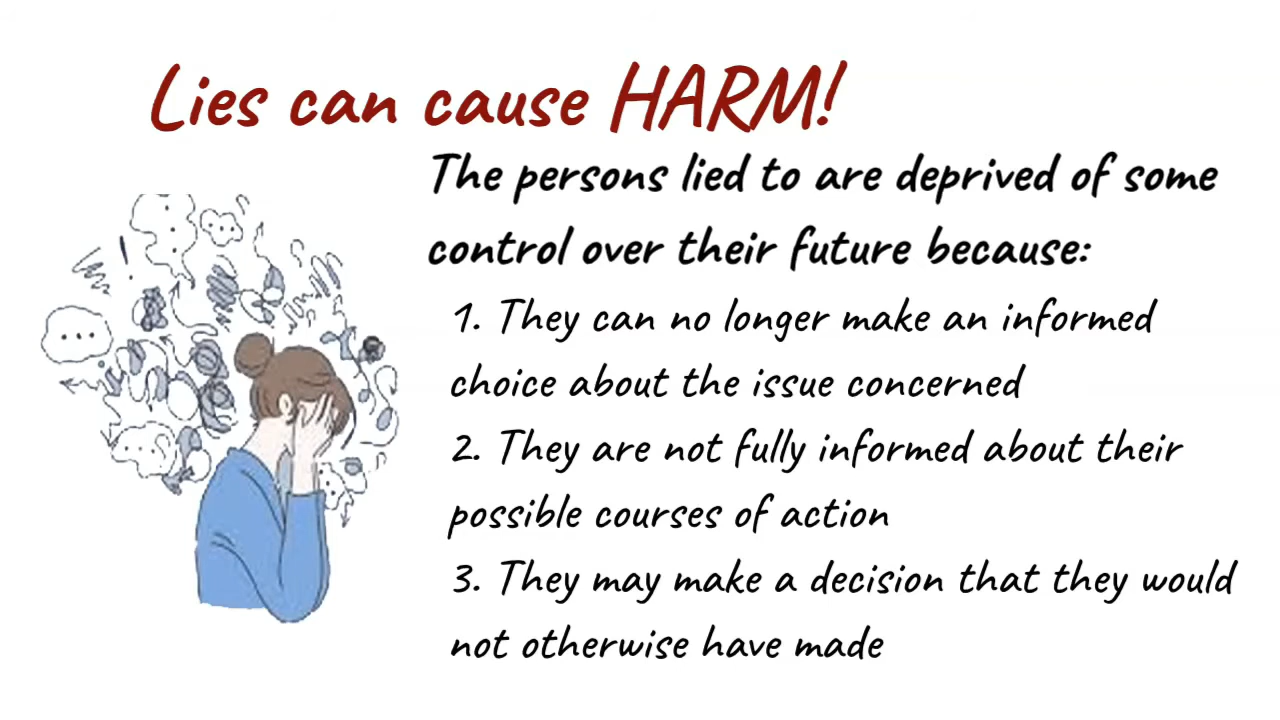 Lies can cause HARM!
The persons lied to are deprived of some
control over their future because:
1. They can no longer make an informed
choice about the issue concerned
2. They are not fully informed about their
possible courses of action
3. They may make a decision that they would
not otherwise have made